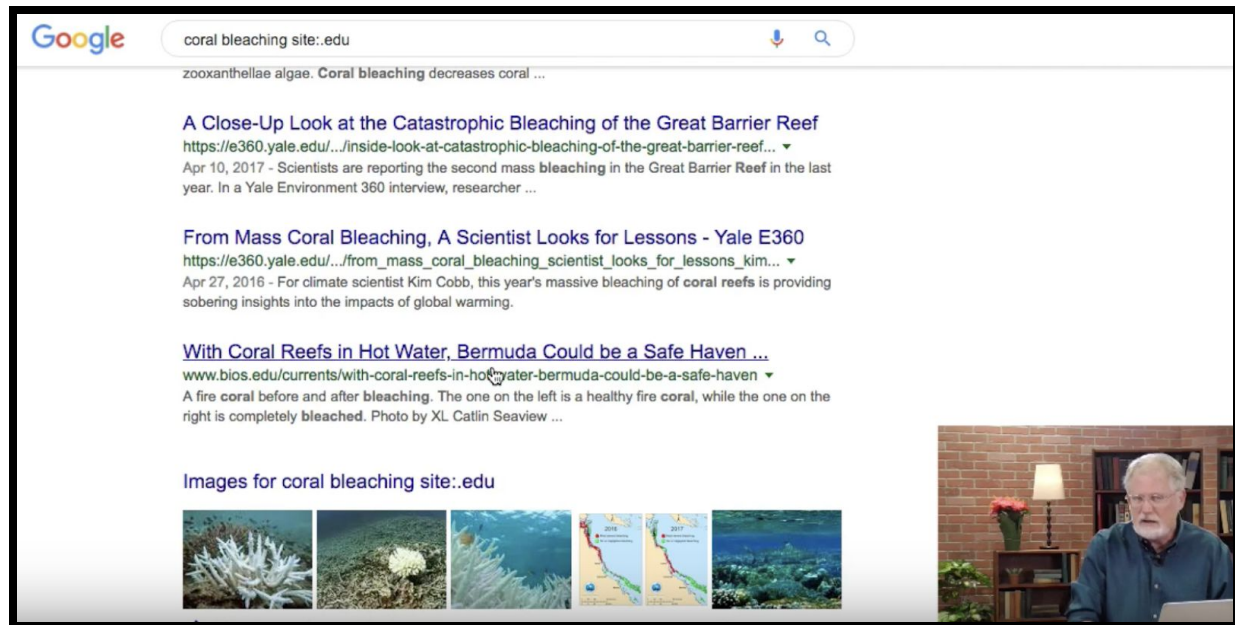 Google
coral bleaching site:.edu
zooxanthellae algae. Coral bleaching decreases coral ...
A Close-Up Look at the Catastrophic Bleaching of the Great Barrier Reef
https://e360.yale.edu/.../inside-look-at-catastrophic-bleaching-of-the-great-barrier-reef...
Apr 10, 2017 - Scientists are reporting the second mass bleaching in the Great Barrier Reef in the last
year. In a Yale Environment 360 interview, researcher ...
From Mass Coral Bleaching, A Scientist Looks for Lessons - Yale E360
https://e360.yale.edu/.../from_mass_coral_bleaching_scientist_looks_for_lessons_kim...
Apr 27, 2016 - For climate scientist Kim Cobb, this year's massive bleaching of coral reefs is providing
sobering insights into the impacts of global warming.
With Coral Reefs in Hot Water, Bermuda Could be a Safe Haven ...
www.bios.edu/currents/with-coral-reefs-in-hot-water-bermuda-could-be-a-safe-haven
A fire coral before and after bleaching. The one on the left is a healthy fire coral, while the one on the
right is completely bleached. Photo by XL Catlin Seaview ...
Images for coral bleaching site:.edu
2016
2017